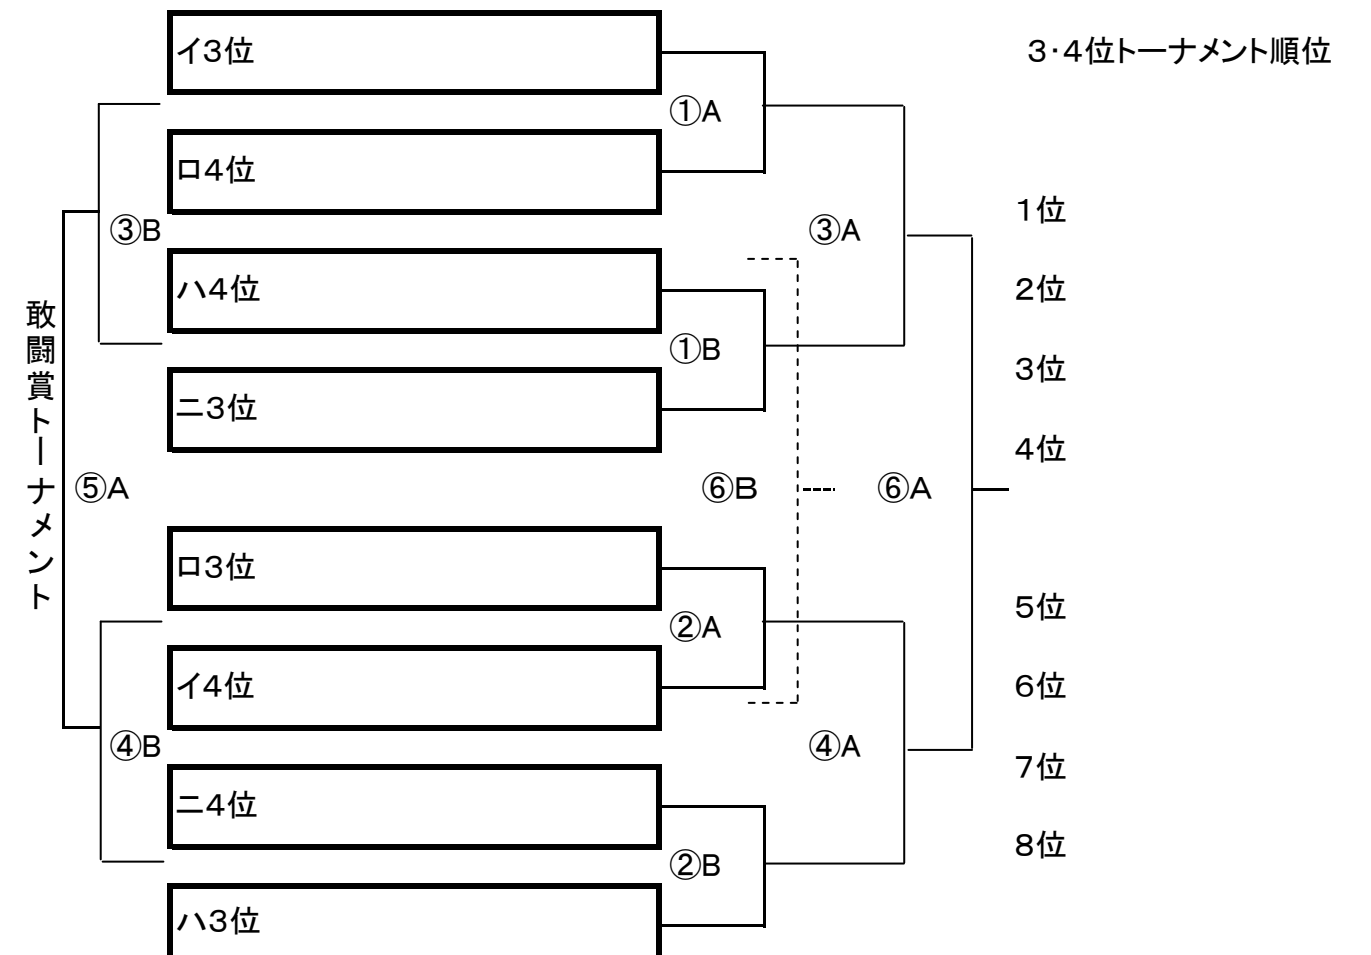 イ3位
3・4位トーナメント順位
①A
ロ4位
1位
③B
③A
ハ4位
2位
敢闘賞トーナメント
①B
3位
ニ3位
4位
⑤A
⑥B
⑥A
ロ3位
5位
②A
イ4位
6位
④B
④A
7位
ニ4位
8位
②B
ハ3位